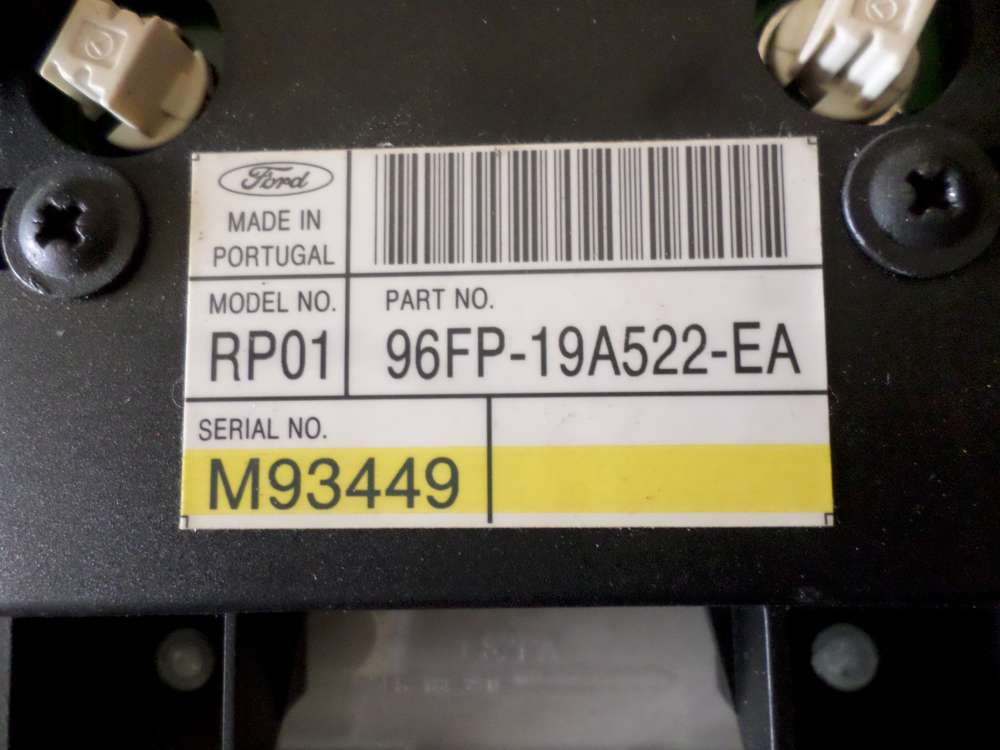 Ford
MADE IN
PORTUGAL
MODEL NO.
RP01
PART NO.
96FP-19A522-EA
SERIAL NO.
M93449